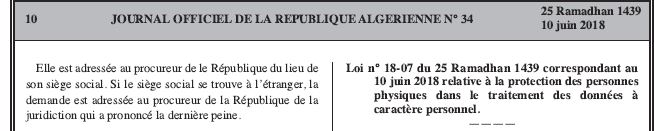 10
JOURNAL OFFICIEL DE LA REPUBLIQUE ALGERIENNE N° 34
25 Ramadhan 1439
10 juin 2018
Elle est adressée au procureur de le République du lieu de
son siège social. Si le siège social se trouve à l'étranger, la
demande est adressée au procureur de la République de la
juridiction qui a prononcé la dernière peine.
Loi n° 18-07 du 25 Ramadhan 1439 correspondant au
10 juin 2018 relative à la protection des personnes
physiques dans le traitement des données à
caractère personnel.